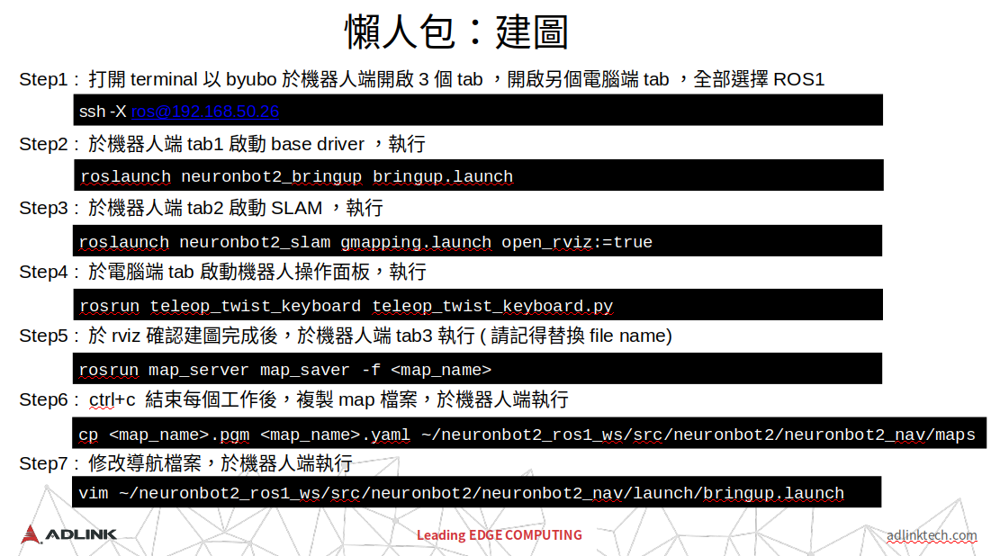 懶人包：建圖
Step1： 打開 terminal 以 byubo 於機器人端開啟 3 個 tab ，開啟另個電腦端 tab ，全部選擇 ROS1
ssh -X ros@192.168.50.26
Step2： 於機器人端 tab1 啟動 base driver ，執行
roslaunch neuronbot2_bringup bringup.launch
Step3： 於機器人端 tab2 啟動 SLAM ，執行
roslaunch neuronbot2_slam gmapping.launch open_rviz:=true
Step4： 於電腦端 tab 啟動機器人操作面板，執行
rosrun teleop_twist_keyboard teleop_twist_keyboard.py
Step5： 於 rviz 確認建圖完成後，於機器人端 tab3 執行 ( 請記得替換 file name)
rosrun map_server map_saver -f <map_name>
Step6： ctrl+c 結束每個工作後，複製 map 檔案，於機器人端執行
cp <map_name>.pgm <map_name>.yaml ~/neuronbot2_ros1_ws/src/neuronbot2/neuronbot2_nav/maps
Step7： 修改導航檔案，於機器人端執行
vim ~/neuronbot2_ros1_ws/src/neuronbot2/neuronbot2_nav/launch/bringup.launch
ADLINK
Leading EDGE COMPUTING
adlinktech.com